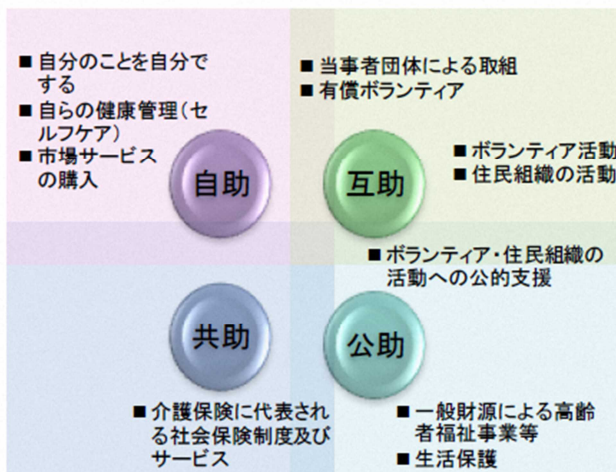 ■ 自分のことを自分で
する
■ 自らの健康管理（セ
ルフケア）
■ 市場サービス
の購入
自助
■ 当事者団体による取組
■ 有償ボランティア
■ ボランティア活動
■ 住民組織の活動
互助
■ ボランティア・住民組織の
活動への公的支援
共助
■ 介護保険に代表され
る社会保険制度及び
サービス
公助
■ 一般財源による高齢
者福祉事業等
■ 生活保護